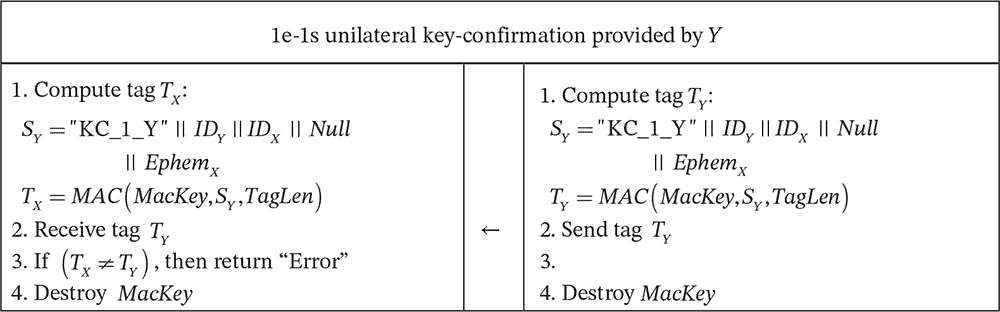 1e-1s unilateral key-confirmation provided by Y
1. Compute tag T_X:
S_Y = "KC_1_Y" || ID_Y || ID_X || Null
|| Ephem_X
T_X = MAC(MacKey, S_Y, TagLen)
2. Receive tag T_Y
3. If (T_X ≠ T_Y), then return “Error”
4. Destroy MacKey
←
1. Compute tag T_Y:
S_Y = "KC_1_Y" || ID_Y || ID_X || Null
|| Ephem_X
T_Y = MAC(MacKey, S_Y, TagLen)
2. Send tag T_Y
3.
4. Destroy MacKey